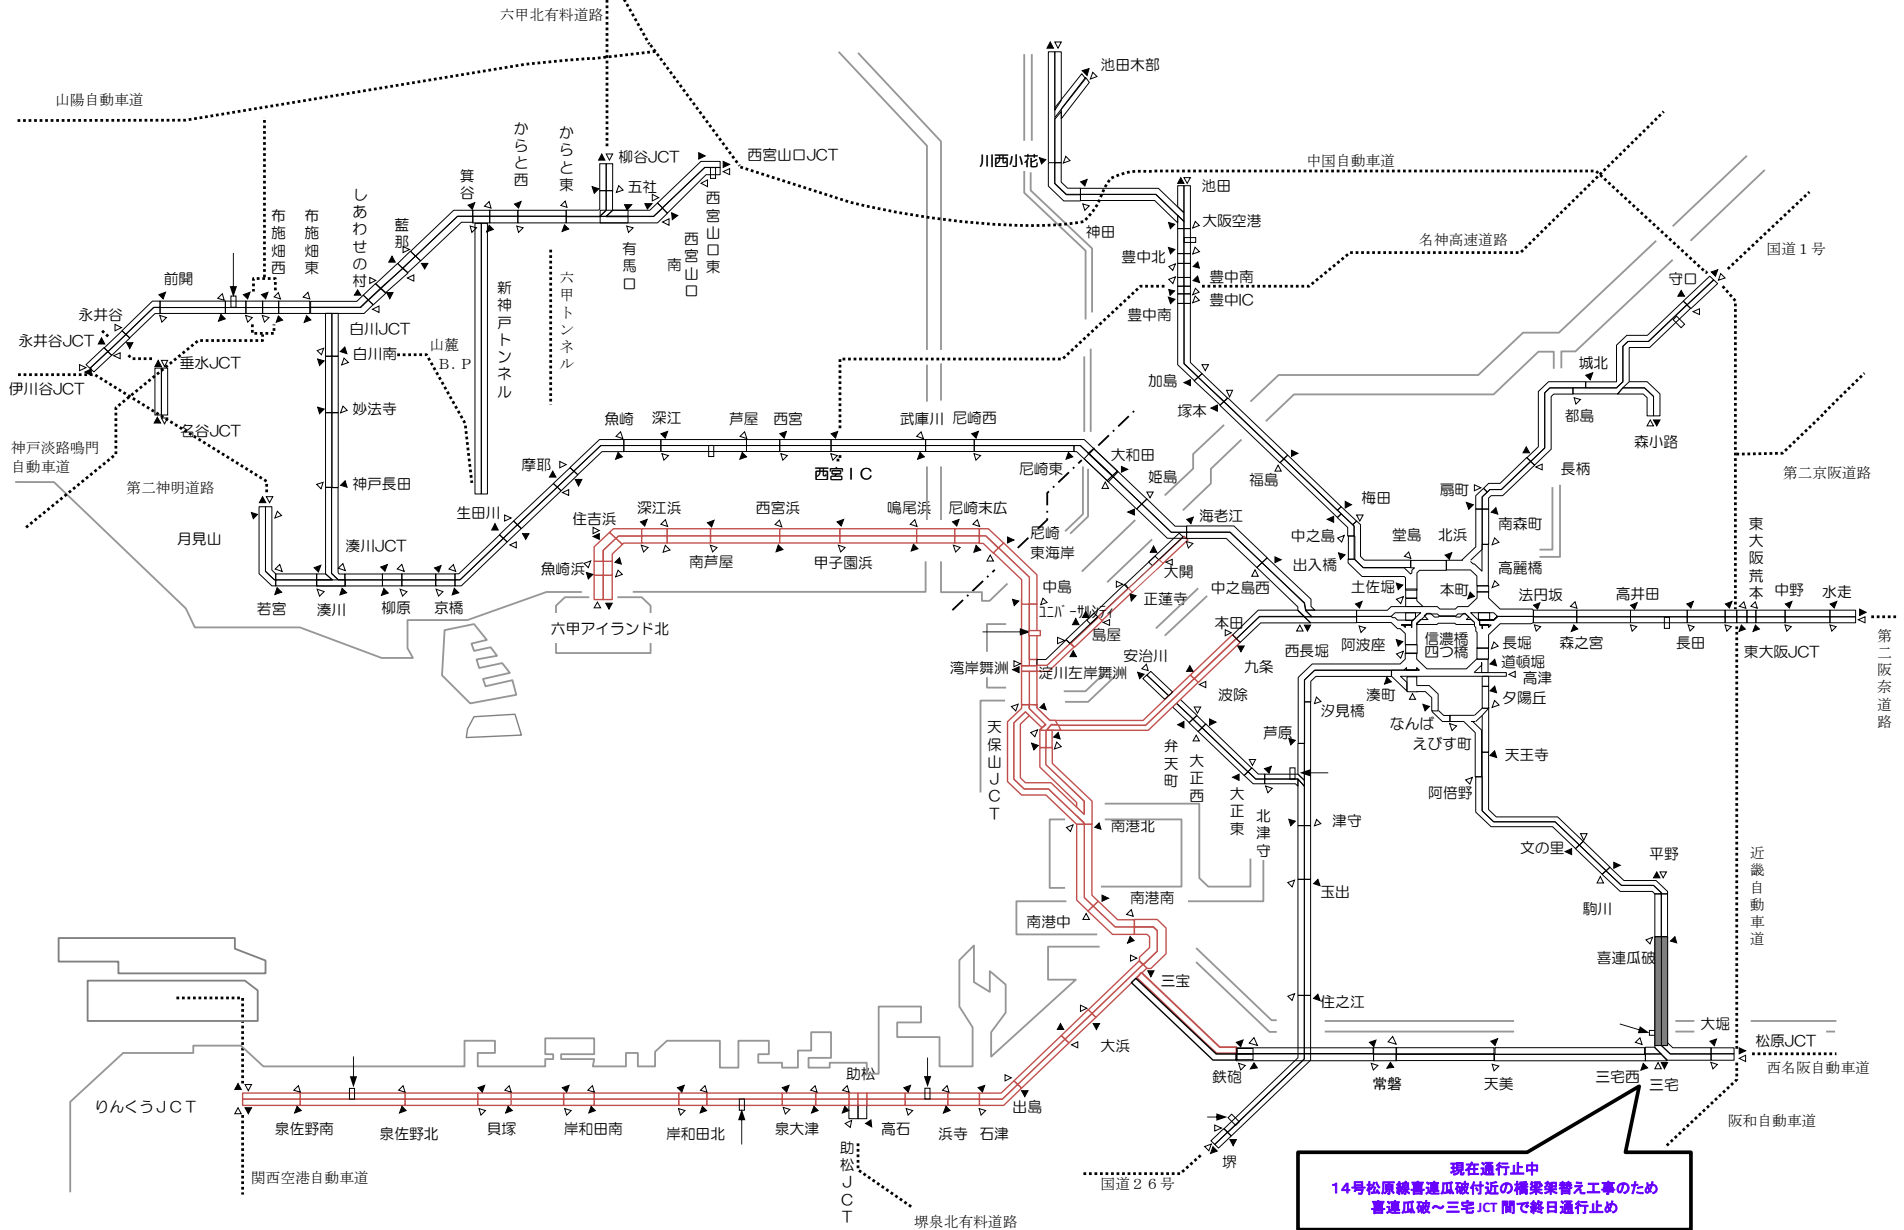 六甲北有料道路
山陽自動車道
池田木部
からと西
からと東
柳谷JCT
西宮山口JCT
川西小花
中国自動車道
箕谷
五社
池田
しあわせの村
布施畑西
布施畑東
藍那
西宮山口東
西宮山口南
有馬口
神田
大阪空港
名神高速道路
国道1号
豊中北
豊中南
豊中IC
豊中南
守口
前開
新神戸トンネル
六甲トンネル
永井谷
永井谷JCT
白川JCT
白川南
山麓
B.P
垂水JCT
伊川谷JCT
加島
城北
塚本
都島
妙法寺
魚崎
深江
芦屋
西宮
武庫川
尼崎西
名谷JCT
森小路
神戸淡路鳴門
自動車道
摩耶
西宮IC
尼崎東
大和田
姫島
福島
長柄
第二京阪道路
第二神明道路
神戸長田
梅田
扇町
生田川
住吉浜
深江浜
西宮浜
鳴尾浜
尼崎末広
海老江
南森町
月見山
湊川JCT
南芦屋
甲子園浜
尼崎
東海岸
中之島
堂島
北浜
東大阪荒本
魚崎浜
大開
出入橋
高麗橋
中島
中之島西
土佐堀
本町
法円坂
高井田
中野
水走
若宮
湊川
柳原
京橋
正蓮寺
ユニバーサルシティ
六甲アイランド北
島屋
本田
西長堀
阿波座
信濃橋
四つ橋
長堀
森之宮
長田
東大阪JCT
第二阪奈道路
安治川
九条
道頓堀
湾岸舞洲
淀川左岸舞洲
高津
波除
湊町
夕陽丘
汐見橋
なんば
天保山JCT
芦原
えびす町
弁天町
大正西
天王寺
大正東
北津守
阿倍野
南港北
津守
文の里
平野
近畿自動車道
玉出
南港南
駒川
南港中
喜連瓜破
三宝
住之江
大堀
大浜
松原JCT
鉄砲
常磐
天美
三宅西
三宅
西名阪自動車道
助松
りんくうJCT
出島
泉佐野南
泉佐野北
貝塚
岸和田南
岸和田北
泉大津
高石
浜寺
石津
阪和自動車道
助松JCT
堺
関西空港自動車道
国道26号
堺泉北有料道路
現在通行止中
14号松原線喜連瓜破付近の橋梁架替え工事のため
喜連瓜破～三宅JCT間で終日通行止め